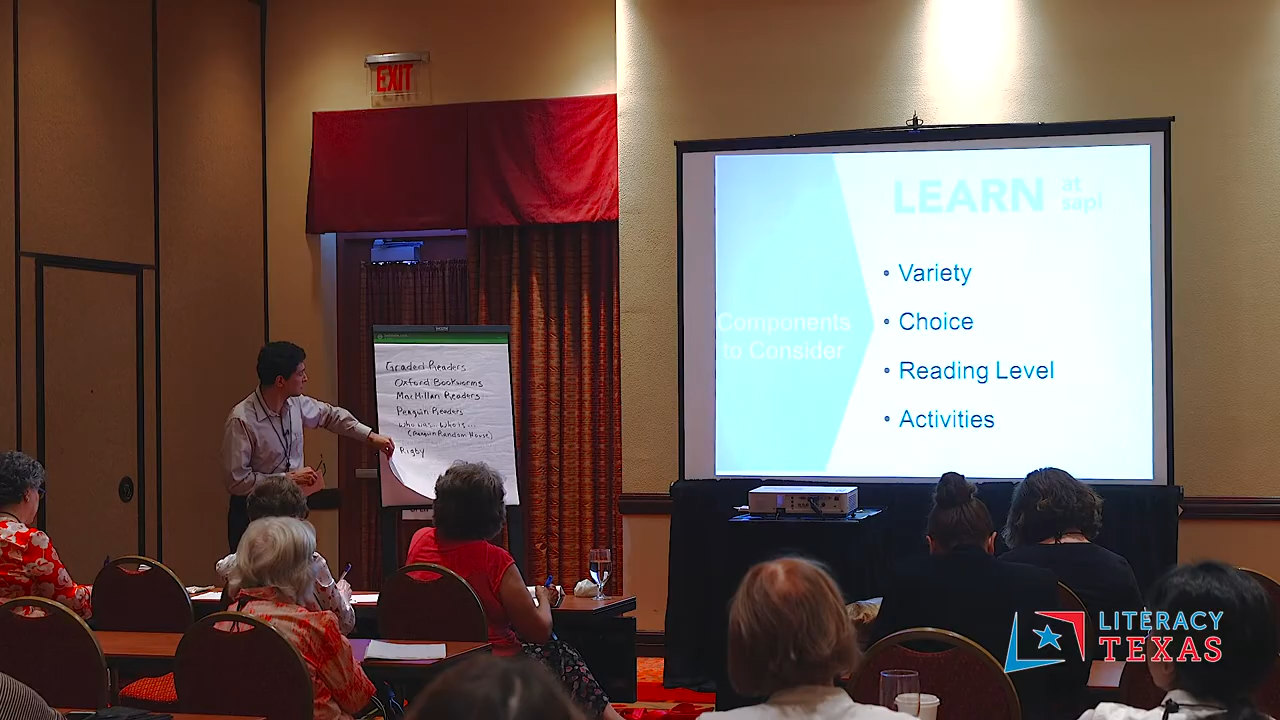 EXIT
Graded Readers
Oxford Bookworms
MacMillan Readers
Penguin Readers
Who was... Who is...
(Penguin Random House)
Rigby
LEARN at sapl
Components
to Consider
• Variety
• Choice
• Reading Level
• Activities
LITERACY
TEXAS